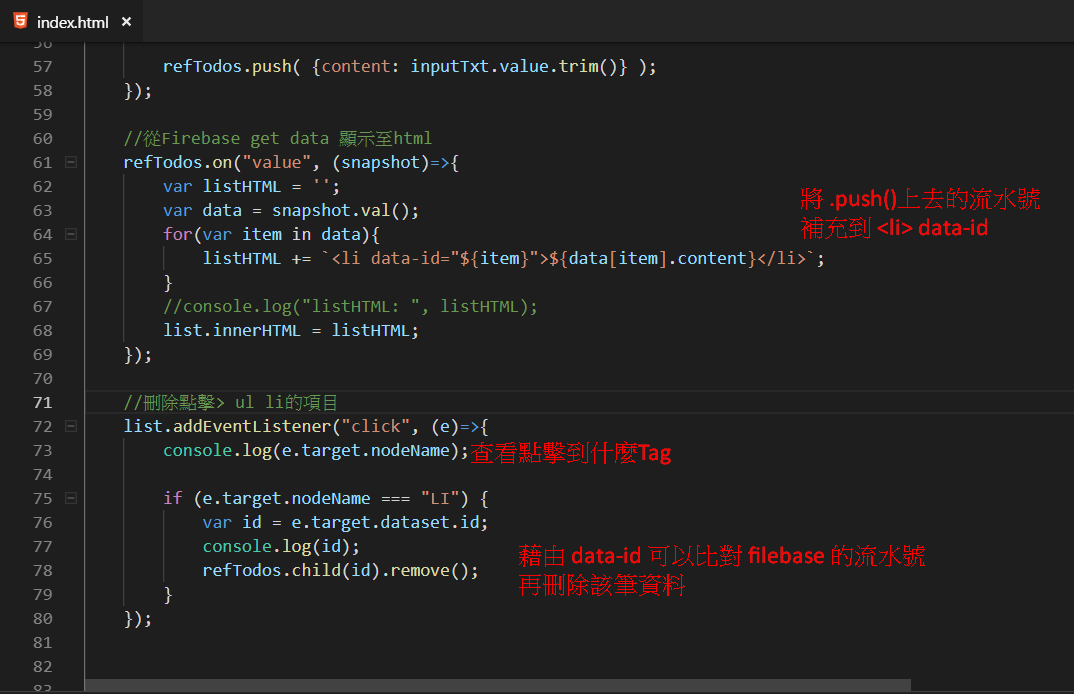 index.html ×
56
57 refTodos.push( {content: inputTxt.value.trim()} );
58 });
59
60 //從Firebase get data 顯示至html
61 refTodos.on("value", (snapshot)=>{
62 var listHTML = '';
63 var data = snapshot.val();
將 .push()上去的流水號
64 for(var item in data){
補充到 <li> data-id
65 listHTML += `<li data-id="${item}">${data[item].content}</li>`;
66 }
67 //console.log("listHTML: ", listHTML);
68 list.innerHTML = listHTML;
69 });
70
71 //刪除點擊> ul li的項目
72 list.addEventListener("click", (e)=>{
73 console.log(e.target.nodeName);查看點擊到什麼Tag
74
75 if (e.target.nodeName === "LI") {
76 var id = e.target.dataset.id;
77 console.log(id);
藉由 data-id 可以比對 filebase 的流水號
78 refTodos.child(id).remove();
再刪除該筆資料
79 }
80 });
81
82
83